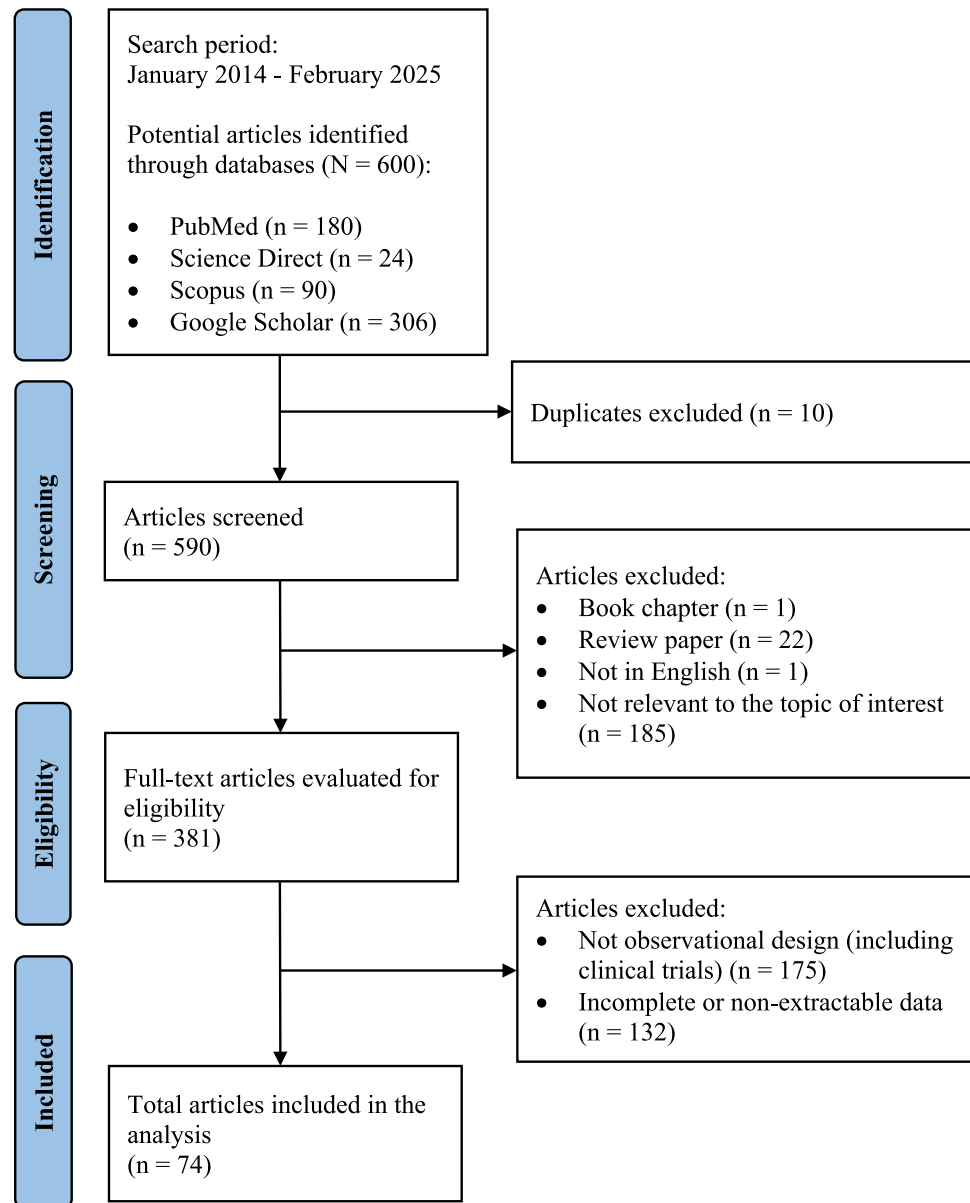 Identification
Search period:
January 2014 - February 2025
Potential articles identified
through databases (N = 600):
• PubMed (n = 180)
• Science Direct (n = 24)
• Scopus (n = 90)
• Google Scholar (n = 306)
Duplicates excluded (n = 10)
Screening
Articles screened
(n = 590)
Articles excluded:
• Book chapter (n = 1)
• Review paper (n = 22)
• Not in English (n = 1)
• Not relevant to the topic of interest
(n = 185)
Eligibility
Full-text articles evaluated for
eligibility
(n = 381)
Articles excluded:
• Not observational design (including
clinical trials) (n = 175)
• Incomplete or non-extractable data
(n = 132)
Included
Total articles included in the
analysis
(n = 74)